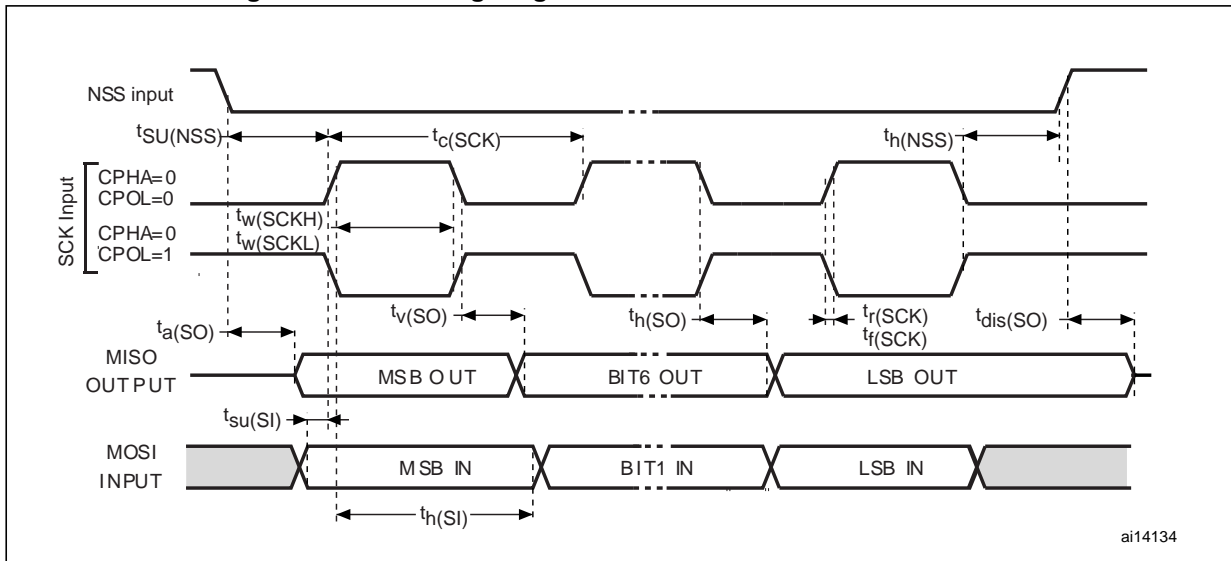 NSS input
tSU(NSS)
tc(SCK)
th(NSS)
SCK Input
CPHA=0
CPOL=0
tw(SCKH)
CPHA=0
tw(SCKL)
CPOL=1
tv(SO)
th(SO)
tr(SCK)
tf(SCK)
ta(SO)
tdis(SO)
MISO
OUTPUT
MSB OUT
BIT6 OUT
LSB OUT
tsu(SI)
MOSI
INPUT
MSB IN
BIT1 IN
LSB IN
th(SI)
ai14134